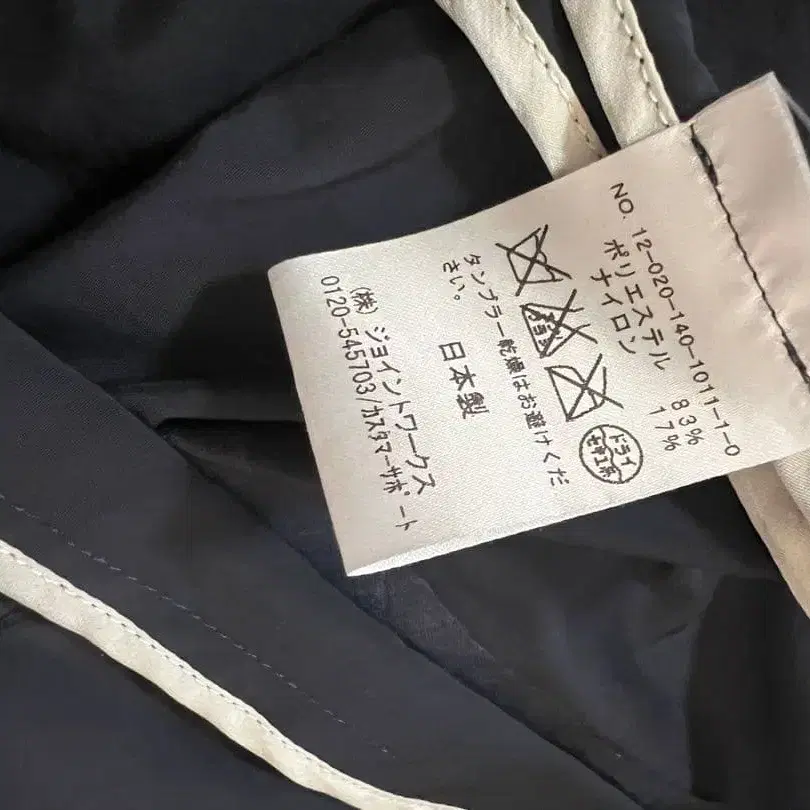 NO. 12-020-140-1011-1-0
ポリエステル 83%
ナイロン 17%
ドライ
セキユ系
タンブラー乾燥はお避けくだ
さい。
日本製
(株) ジョイントワークス
0120-545703/カスタマーサポート